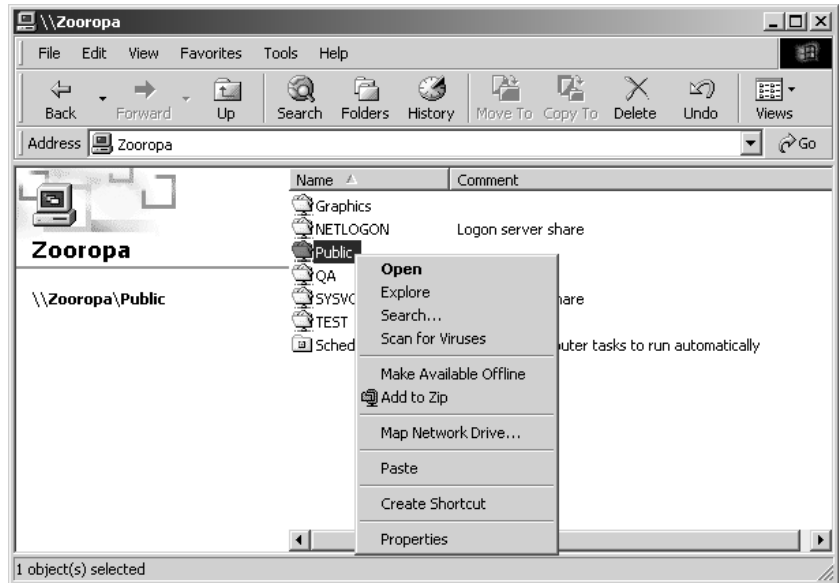 \\Zooropa
File Edit View Favorites Tools Help
Back Forward Up Search Folders History Move To Copy To Delete Undo Views
Address Zooropa Go
Name Comment
Zooropa
\\Zooropa\Public
Graphics
NETLOGON Logon server share
Public
QA
SYSVO hare
TEST
Sched uter tasks to run automatically
Open
Explore
Search...
Scan for Viruses
Make Available Offline
Add to Zip
Map Network Drive...
Paste
Create Shortcut
Properties
1 object(s) selected